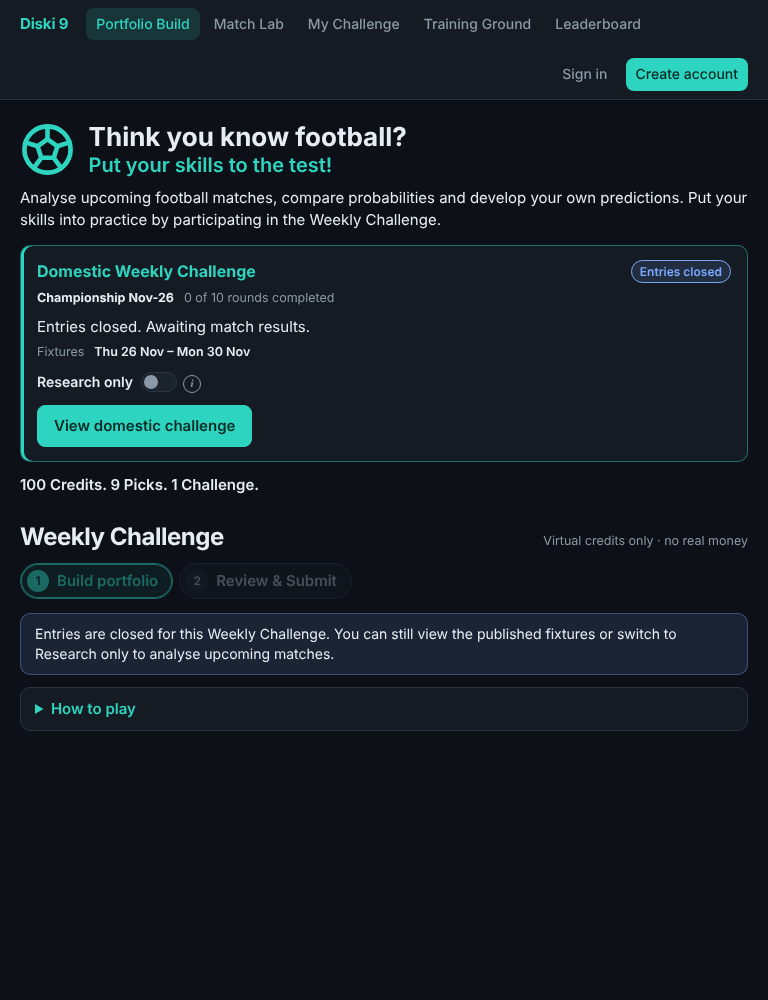 Diski 9
Portfolio Build
Match Lab
My Challenge
Training Ground
Leaderboard
Sign in
Create account
Think you know football?
Put your skills to the test!
Analyse upcoming football matches, compare probabilities and develop your own predictions. Put your
skills into practice by participating in the Weekly Challenge.
Domestic Weekly Challenge
Entries closed
Championship Nov-26 0 of 10 rounds completed
Entries closed. Awaiting match results.
Fixtures Thu 26 Nov – Mon 30 Nov
Research only i
View domestic challenge
100 Credits. 9 Picks. 1 Challenge.
Weekly Challenge
Virtual credits only · no real money
1 Build portfolio
2 Review & Submit
Entries are closed for this Weekly Challenge. You can still view the published fixtures or switch to
Research only to analyse upcoming matches.
How to play